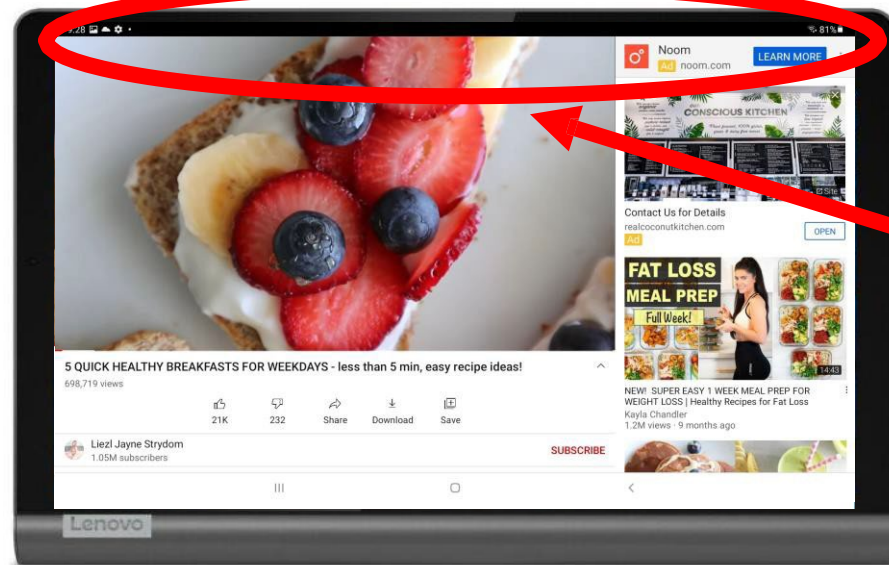 9:28
81%
Noom
Ad noom.com
LEARN MORE
CONSCIOUS KITCHEN
Site
Contact Us for Details
realcoconutkitchen.com
Ad
OPEN
FAT LOSS
MEAL PREP
Full Week!
14:43
NEW! SUPER EASY 1 WEEK MEAL PREP FOR
WEIGHT LOSS | Healthy Recipes for Fat Loss
Kayla Chandler
1.2M views · 9 months ago
5 QUICK HEALTHY BREAKFASTS FOR WEEKDAYS - less than 5 min, easy recipe ideas!
698,719 views
21K
232
Share
Download
Save
Liezl Jayne Strydom
1.05M subscribers
SUBSCRIBE
Lenovo